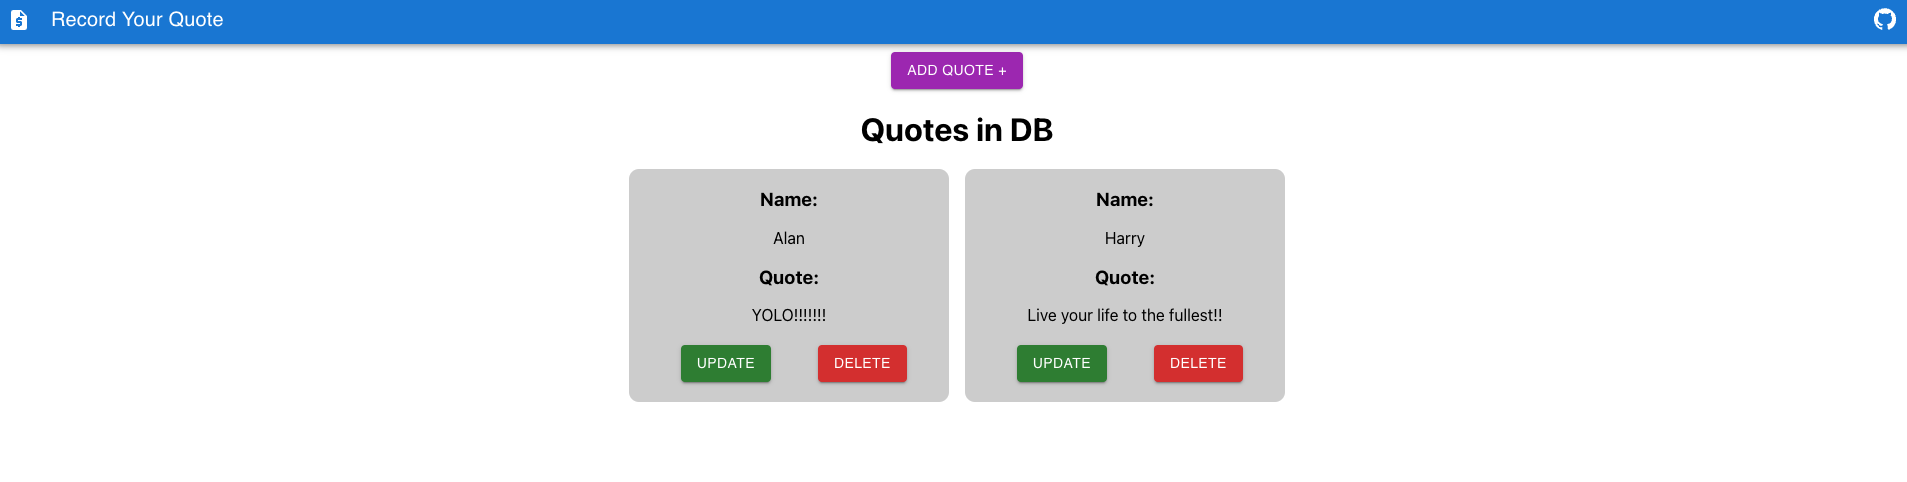 Record Your Quote
ADD QUOTE +
Quotes in DB
Name:
Alan
Quote:
YOLO!!!!!!!
UPDATE DELETE
Name:
Harry
Quote:
Live your life to the fullest!!
UPDATE DELETE